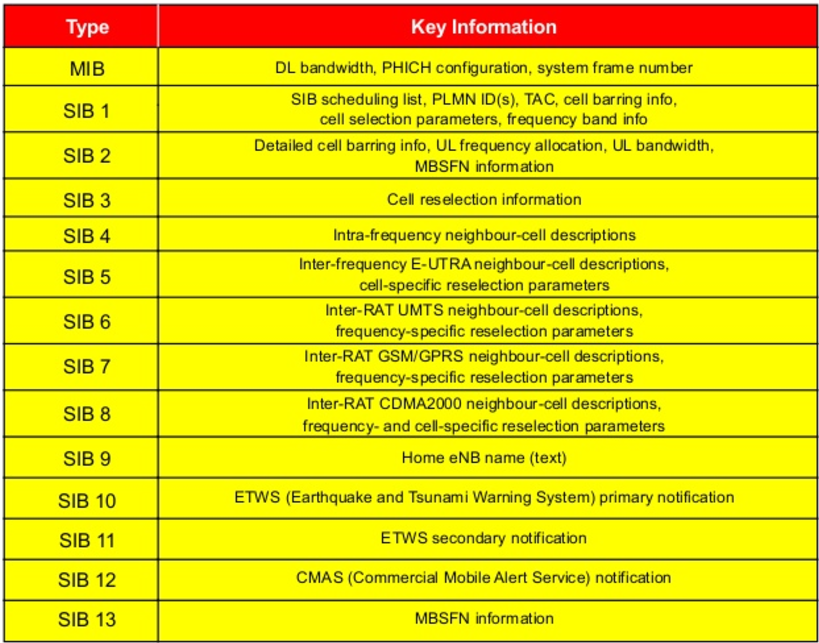 Type Key Information
MIB DL bandwidth, PHICH configuration, system frame number
SIB 1 SIB scheduling list, PLMN ID(s), TAC, cell barring info,
cell selection parameters, frequency band info
SIB 2 Detailed cell barring info, UL frequency allocation, UL bandwidth,
MBSFN information
SIB 3 Cell reselection information
SIB 4 Intra-frequency neighbour-cell descriptions
SIB 5 Inter-frequency E-UTRA neighbour-cell descriptions,
cell-specific reselection parameters
SIB 6 Inter-RAT UMTS neighbour-cell descriptions,
frequency-specific reselection parameters
SIB 7 Inter-RAT GSM/GPRS neighbour-cell descriptions,
frequency-specific reselection parameters
SIB 8 Inter-RAT CDMA2000 neighbour-cell descriptions,
frequency- and cell-specific reselection parameters
SIB 9 Home eNB name (text)
SIB 10 ETWS (Earthquake and Tsunami Warning System) primary notification
SIB 11 ETWS secondary notification
SIB 12 CMAS (Commercial Mobile Alert Service) notification
SIB 13 MBSFN information